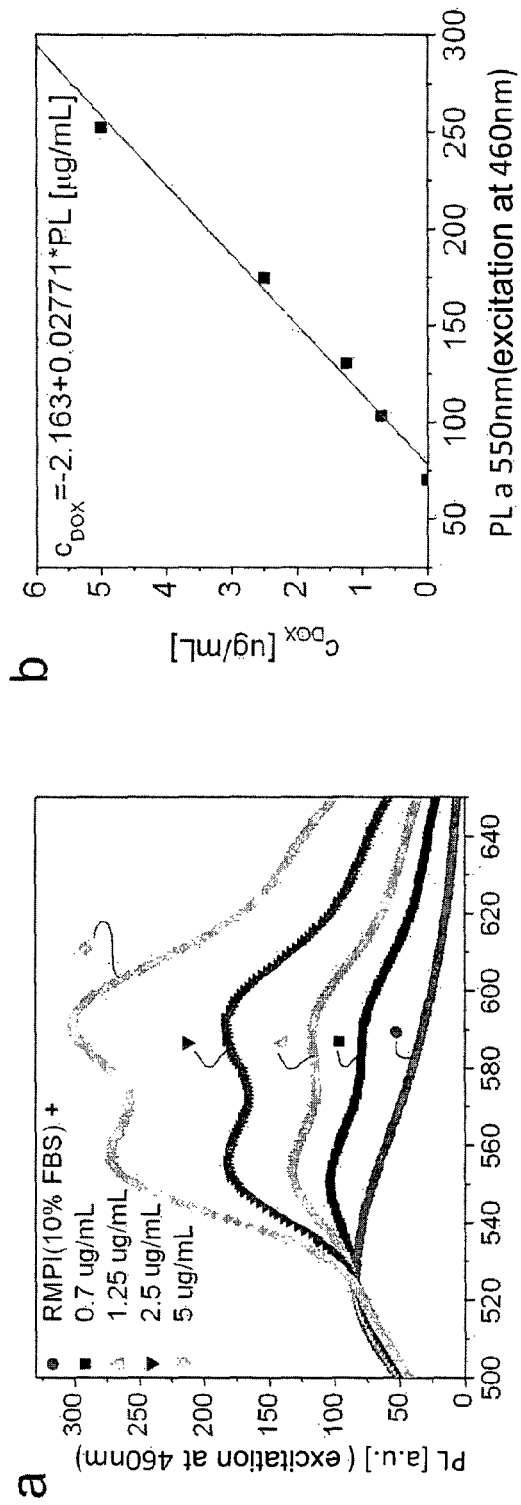 a
PL [a.u.] ( excitation at 460nm)
300
250
200
150
100
50
0
RMPI(10% FBS) +
0.7 ug/mL
1.25 ug/mL
2.5 ug/mL
5 ug/mL
500 520 540 560 580 600 620 640
b
c_DOX [ug/mL]
6
5
4
3
2
1
0
c_DOX=-2.163+0.02771*PL [µg/mL]
50 100 150 200 250 300
PL a 550nm(excitation at 460nm)